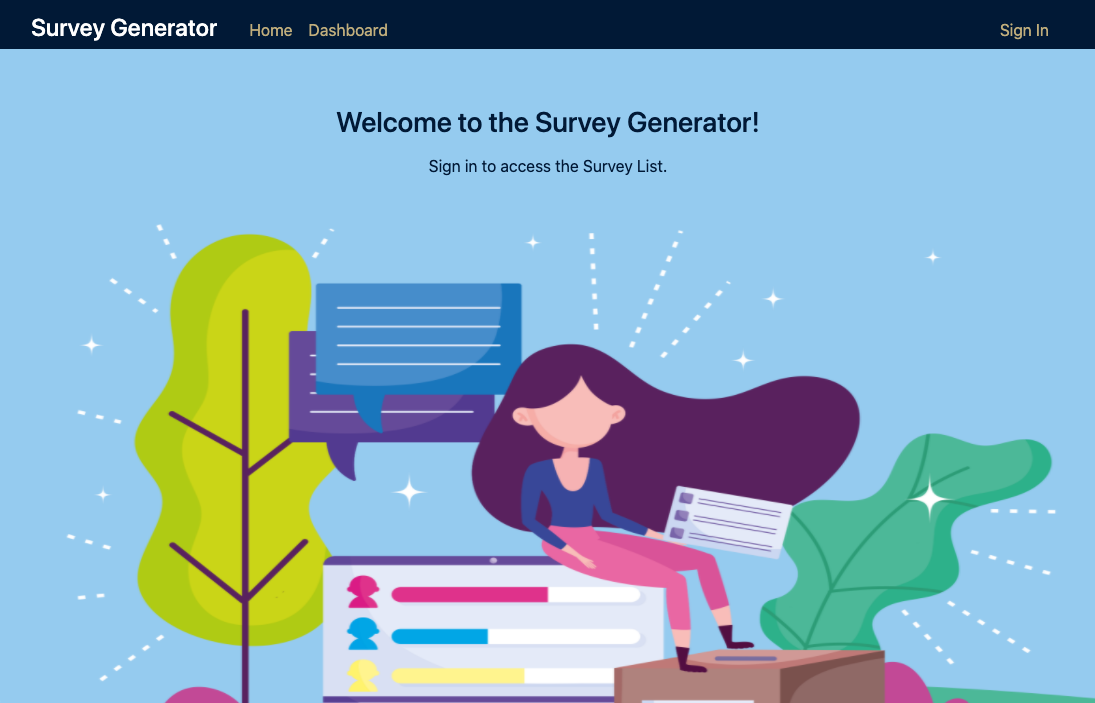 Survey Generator
Home
Dashboard
Sign In
Welcome to the Survey Generator!
Sign in to access the Survey List.